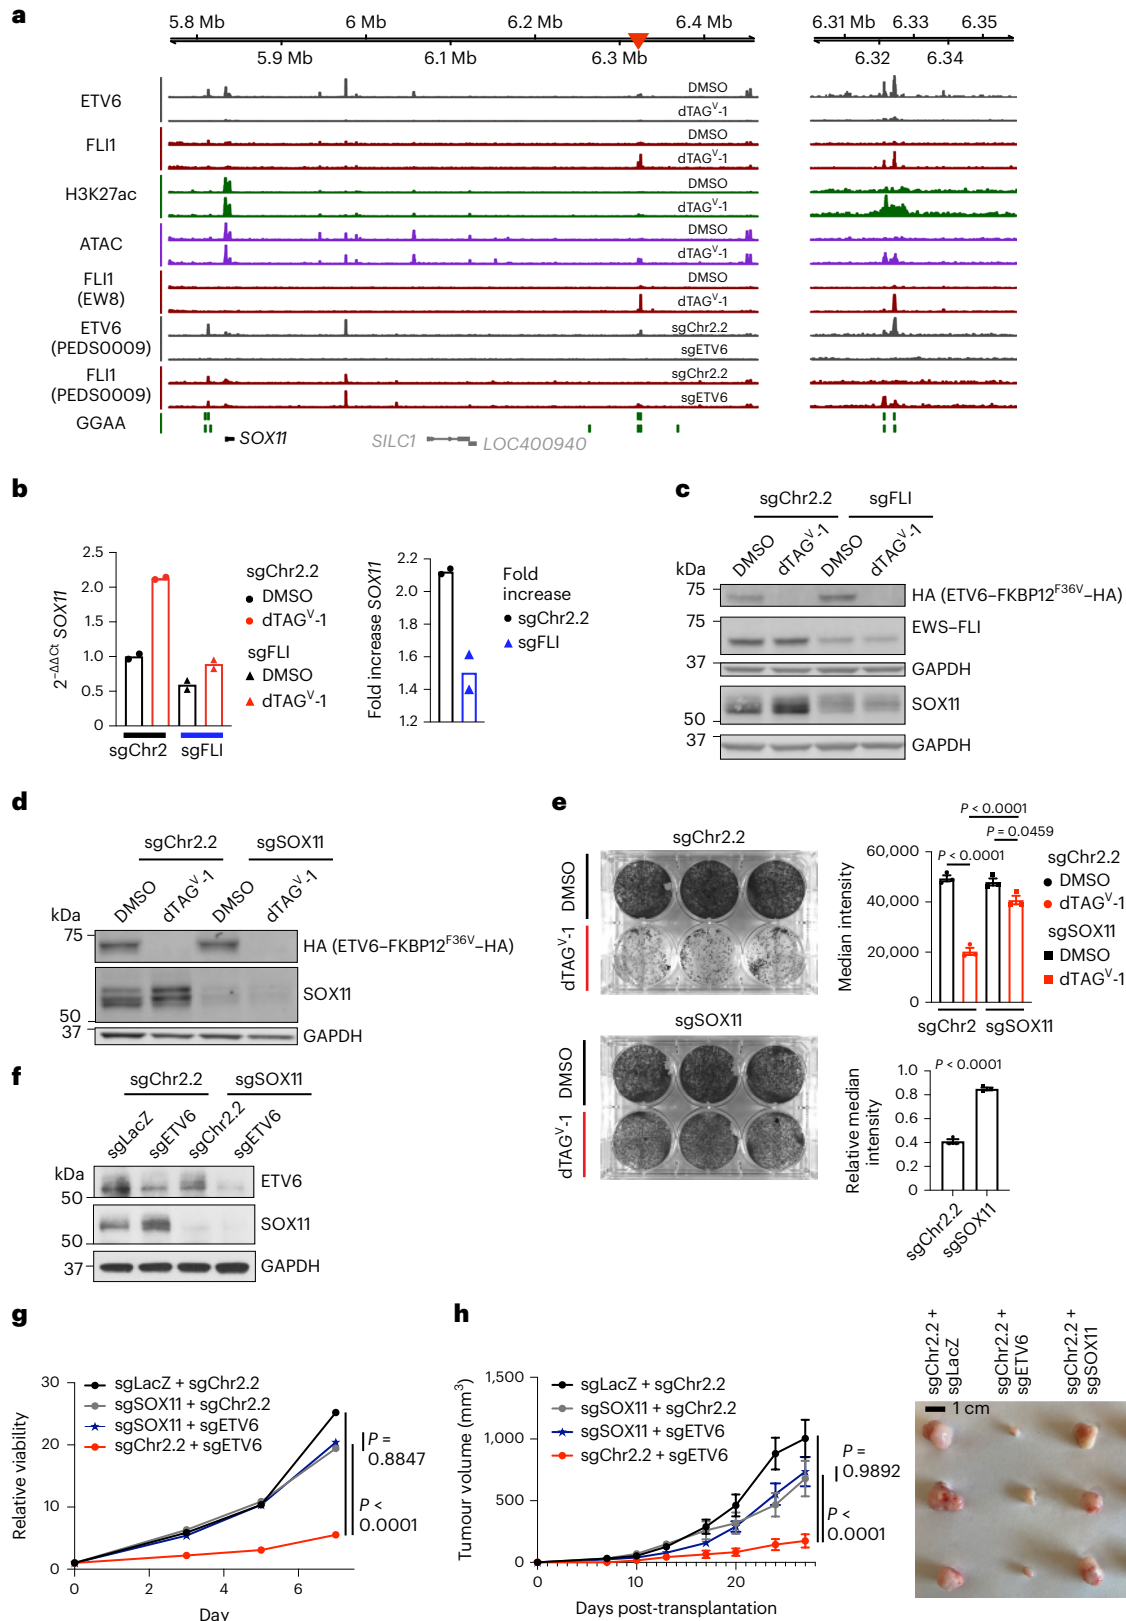 a
5.8 Mb 6 Mb 6.2 Mb 6.4 Mb 6.31 Mb 6.33 6.35
5.9 Mb 6.1 Mb 6.3 Mb 6.32 6.34
ETV6 DMSO
dTAGV-1
FLI1 DMSO
dTAGV-1
H3K27ac DMSO
dTAGV-1
ATAC DMSO
dTAGV-1
FLI1 (EW8) DMSO
dTAGV-1
ETV6 (PEDS0009) sgChr2.2
sgETV6
FLI1 (PEDS0009) sgChr2.2
sgETV6
GGAA
SOX11 SILC1 LOC400940
b
2−ΔΔCt SOX11
2.5
2.0
1.5
1.0
0.5
0
sgChr2 sgFLI
sgChr2.2
DMSO
dTAGV-1
sgFLI
DMSO
dTAGV-1
Fold increase SOX11
2.2
2.0
1.8
1.6
1.4
1.2
Fold
increase
sgChr2.2
sgFLI
c
sgChr2.2 sgFLI
DMSO dTAGV-1 DMSO dTAGV-1
kDa
75 HA (ETV6–FKBP12F36V–HA)
75 EWS–FLI
37 GAPDH
SOX11
50
37 GAPDH
d
sgChr2.2 sgSOX11
DMSO dTAGV-1 DMSO dTAGV-1
kDa
75 HA (ETV6–FKBP12F36V–HA)
SOX11
50
37 GAPDH
e
sgChr2.2
DMSO
dTAGV-1
sgSOX11
DMSO
dTAGV-1
P < 0.0001
P = 0.0459
P < 0.0001
Median intensity
60,000
40,000
20,000
0
sgChr2 sgSOX11
sgChr2.2
DMSO
dTAGV-1
sgSOX11
DMSO
dTAGV-1
P < 0.0001
Relative median
intensity
1.0
0.8
0.6
0.4
0.2
0
sgChr2.2 sgSOX11
f
sgChr2.2 sgSOX11
sgLacZ sgETV6 sgChr2.2 sgETV6
kDa
ETV6
50
SOX11
50
37 GAPDH
g
Relative viability
30
20
10
0
0 2 4 6
Day
sgLacZ + sgChr2.2
sgSOX11 + sgChr2.2
sgSOX11 + sgETV6
sgChr2.2 + sgETV6
P =
0.8847
P <
0.0001
h
Tumour volume (mm3)
1,500
1,000
500
0
0 10 20
Days post-transplantation
sgLacZ + sgChr2.2
sgSOX11 + sgChr2.2
sgSOX11 + sgETV6
sgChr2.2 + sgETV6
P =
0.9892
P <
0.0001
sgChr2.2 +
sgLacZ
sgChr2.2 +
sgETV6
sgChr2.2 +
sgSOX11
1 cm